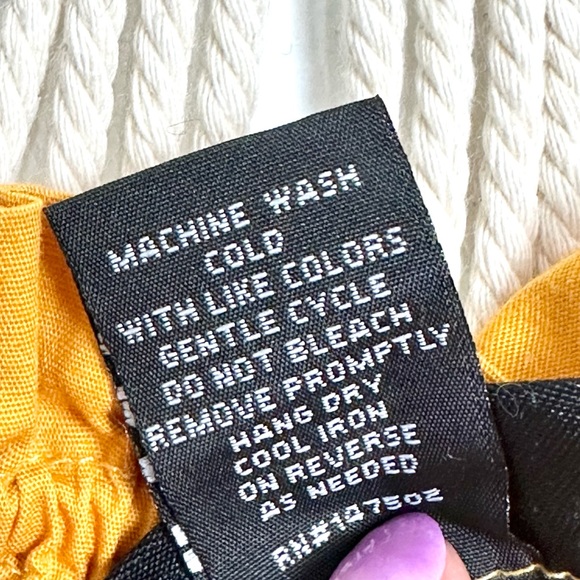 MACHINE WASH
COLD
WITH LIKE COLORS
GENTLE CYCLE
DO NOT BLEACH
REMOVE PROMPTLY
HANG DRY
COOL IRON
ON REVERSE
AS NEEDED
RN#147502